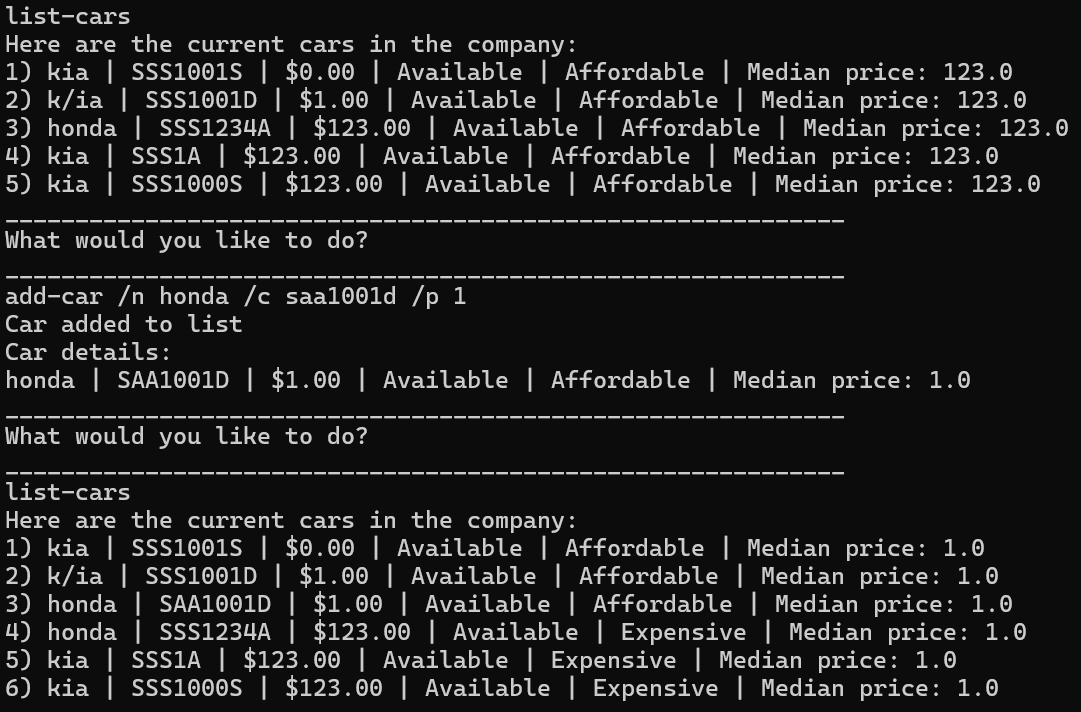 list-cars
Here are the current cars in the company:
1) kia | SSS1001S | $0.00 | Available | Affordable | Median price: 123.0
2) k/ia | SSS1001D | $1.00 | Available | Affordable | Median price: 123.0
3) honda | SSS1234A | $123.00 | Available | Affordable | Median price: 123.0
4) kia | SSS1A | $123.00 | Available | Affordable | Median price: 123.0
5) kia | SSS1000S | $123.00 | Available | Affordable | Median price: 123.0
____________________________________________________________
What would you like to do?
____________________________________________________________
add-car /n honda /c saa1001d /p 1
Car added to list
Car details:
honda | SAA1001D | $1.00 | Available | Affordable | Median price: 1.0
____________________________________________________________
What would you like to do?
____________________________________________________________
list-cars
Here are the current cars in the company:
1) kia | SSS1001S | $0.00 | Available | Affordable | Median price: 1.0
2) k/ia | SSS1001D | $1.00 | Available | Affordable | Median price: 1.0
3) honda | SAA1001D | $1.00 | Available | Affordable | Median price: 1.0
4) honda | SSS1234A | $123.00 | Available | Expensive | Median price: 1.0
5) kia | SSS1A | $123.00 | Available | Expensive | Median price: 1.0
6) kia | SSS1000S | $123.00 | Available | Expensive | Median price: 1.0